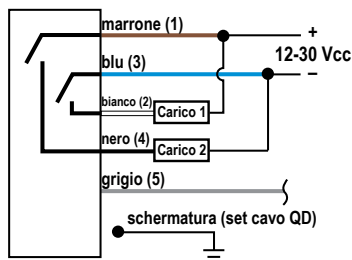 marrone (1)
+
12-30 Vcc
blu (3)
–
bianco (2)
Carico 1
nero (4)
Carico 2
grigio (5)
schermatura (set cavo QD)